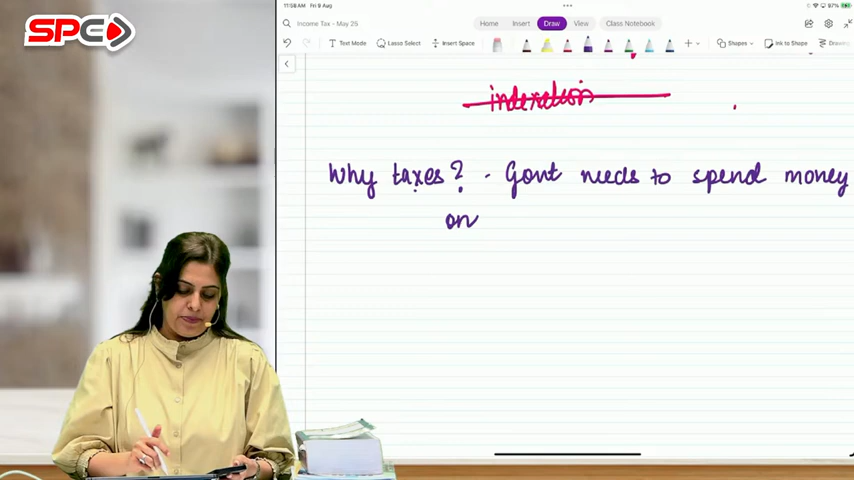 11:58 AM Fri 9 Aug
97%
SPC
Income Tax - May 25
Home Insert Draw View Class Notebook
Text Mode Lasso Select Insert Space Shapes Ink to Shape Drawing
indexation
Why taxes? - Govt needs to spend money
on